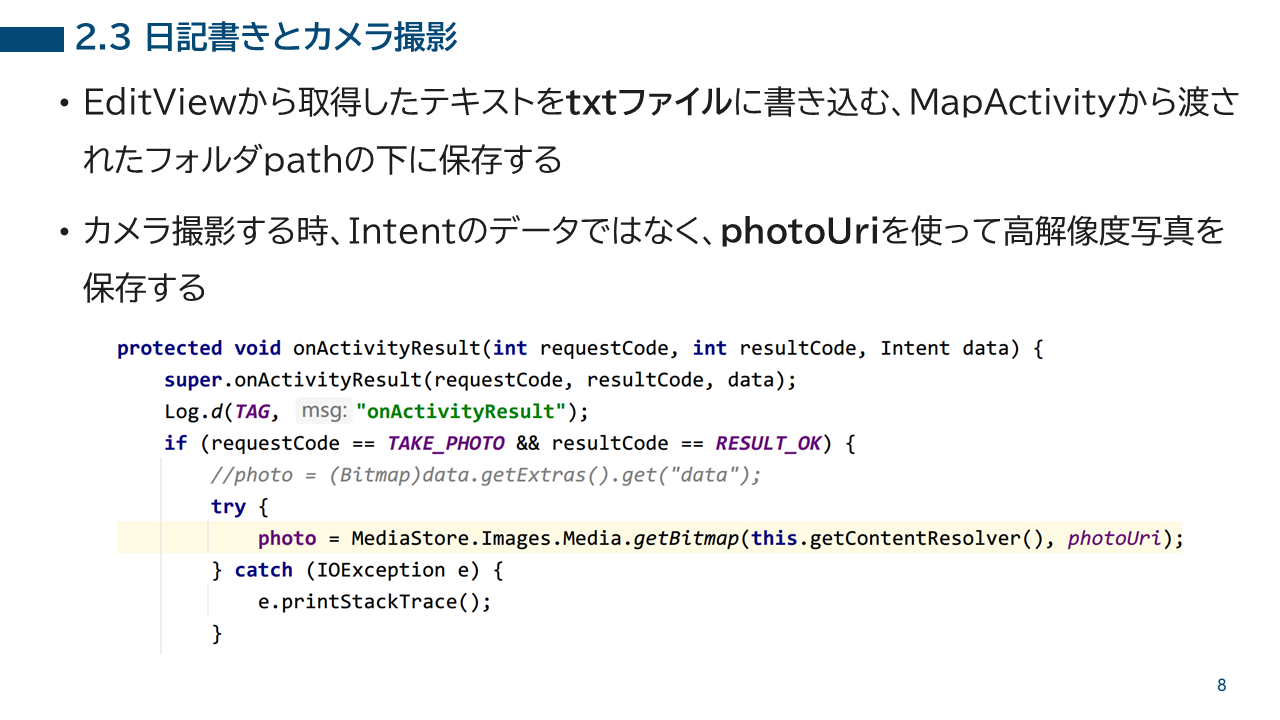 2.3 日記書きとカメラ撮影
• EditViewから取得したテキストをtxtファイルに書き込む、MapActivityから渡さ
れたフォルダpathの下に保存する
• カメラ撮影する時、Intentのデータではなく、photoUriを使って高解像度写真を
保存する
protected void onActivityResult(int requestCode, int resultCode, Intent data) {
super.onActivityResult(requestCode, resultCode, data);
Log.d(TAG, msg: "onActivityResult");
if (requestCode == TAKE_PHOTO && resultCode == RESULT_OK) {
//photo = (Bitmap)data.getExtras().get("data");
try {
photo = MediaStore.Images.Media.getBitmap(this.getContentResolver(), photoUri);
} catch (IOException e) {
e.printStackTrace();
}
8